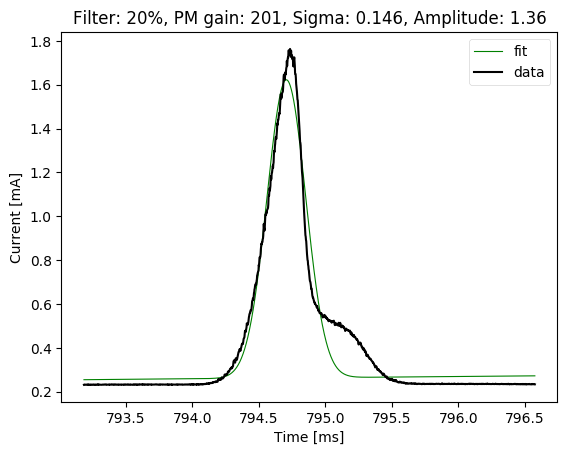 Filter: 20%, PM gain: 201, Sigma: 0.146, Amplitude: 1.36
fit
data
1.8
1.6
1.4
1.2
1.0
0.8
0.6
0.4
0.2
Current [mA]
793.5 794.0 794.5 795.0 795.5 796.0 796.5
Time [ms]